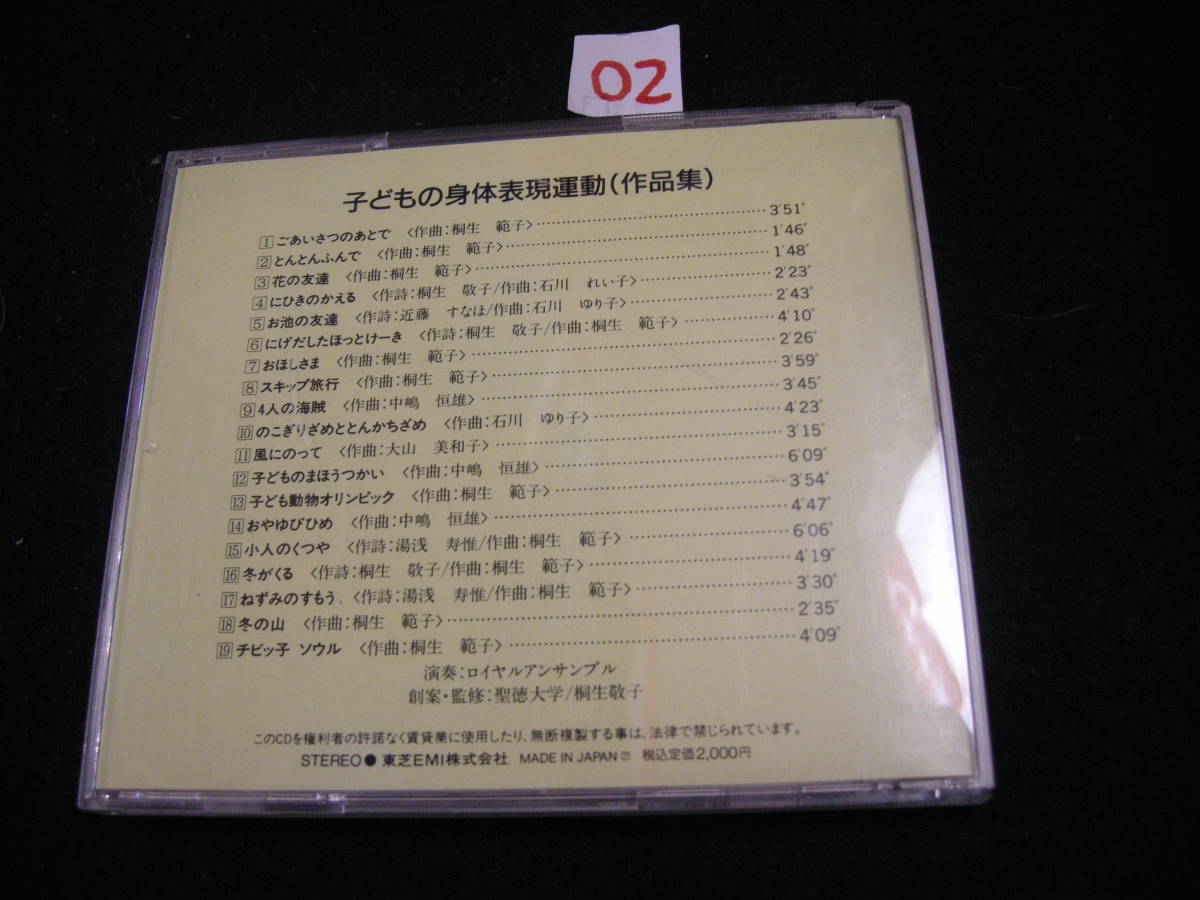 02
子どもの身体表現運動(作品集)
1 ごあいさつのあとで 〈作曲:桐生 範子〉……3′51″
2 とんとんふんで 〈作曲:桐生 範子〉……1′46″
3 花の友達 〈作曲:桐生 範子〉……1′48″
4 にひきのかえる 〈作詩:桐生 敬子/作曲:石川 れい子〉……2′23″
5 お池の友達 〈作詩:近藤 すなほ/作曲:石川 ゆり子〉……2′43″
6 にげだしたほっとけーき 〈作詩:桐生 敬子/作曲:桐生 範子〉……4′10″
7 おほしさま 〈作曲:桐生 範子〉……2′26″
8 スキップ旅行 〈作曲:桐生 範子〉……3′59″
9 4人の海賊 〈作曲:中嶋 恒雄〉……3′45″
10 のこぎりざめととんかちざめ 〈作曲:石川 ゆり子〉……4′23″
11 風にのって 〈作曲:大山 美和子〉……3′15″
12 子どものまほうつかい 〈作曲:中嶋 恒雄〉……6′09″
13 子ども動物オリンピック 〈作曲:桐生 範子〉……3′54″
14 おやゆびひめ 〈作曲:中嶋 恒雄〉……4′47″
15 小人のくつや 〈作詩:湯浅 寿惟/作曲:桐生 範子〉……6′06″
16 冬がくる 〈作詩:桐生 敬子/作曲:桐生 範子〉……4′19″
17 ねずみのすもう 〈作詩:湯浅 寿惟/作曲:桐生 範子〉……3′30″
18 冬の山 〈作曲:桐生 範子〉……2′35″
19 チビッ子 ソウル 〈作曲:桐生 範子〉……4′09″
演奏:ロイヤルアンサンブル
創案・監修:聖徳大学/桐生敬子
このCDを権利者の許諾なく賃貸業に使用したり、無断複製する事は、法律で禁じられています。
STEREO● 東芝EMI株式会社 MADE IN JAPAN 税込定価2,000円